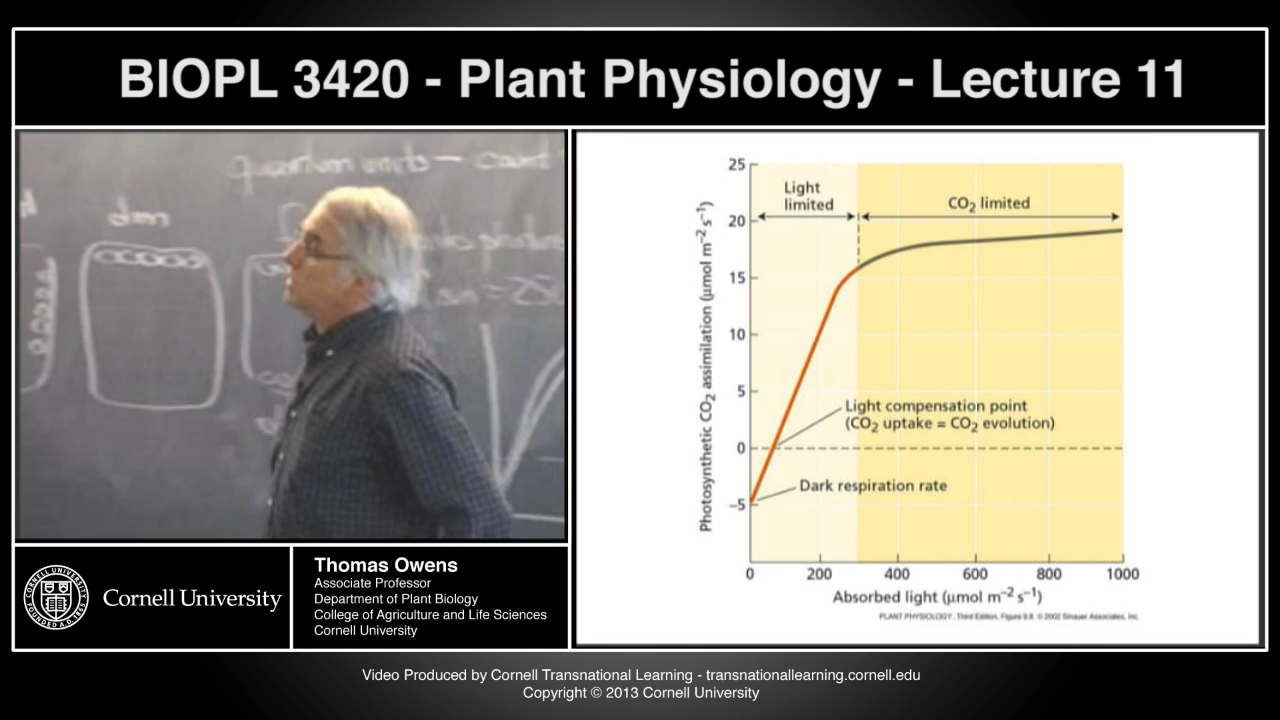 BIOPL 3420 - Plant Physiology - Lecture 11
quantum
25
20
15
10
5
0
–5
Photosynthetic CO₂ assimilation (μmol m⁻² s⁻¹)
Light
limited
CO₂ limited
Light compensation point
(CO₂ uptake = CO₂ evolution)
Dark respiration rate
0 200 400 600 800 1000
Absorbed light (μmol m⁻² s⁻¹)
PLANT PHYSIOLOGY, Third Edition, Figure 9.8 © 2002 Sinauer Associates, Inc.
Cornell University
Thomas Owens
Associate Professor
Department of Plant Biology
College of Agriculture and Life Sciences
Cornell University
Video Produced by Cornell Transnational Learning - transnationallearning.cornell.edu
Copyright © 2013 Cornell University